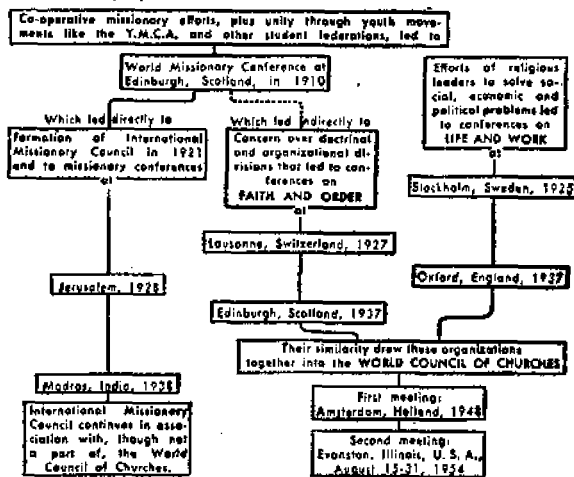 Co-operative missionary efforts, plus unity through youth move-
ments like the Y.M.C.A. and other student federations, led to
World Missionary Conference at
Edinburgh, Scotland, in 1910
Which led directly to
Formation of International
Missionary Council in 1921
and to missionary conferences
at
Jerusalem, 1928
Madras, India, 1938
International Missionary
Council continues in asso-
ciation with, though not
a part of, the World
Council of Churches.
Which led indirectly to
Concern over doctrinal
and organizational di-
visions that led to con-
ferences on
FAITH AND ORDER
at
Lausanne, Switzerland, 1927
Edinburgh, Scotland, 1937
Efforts of religious
leaders to solve so-
cial, economic and
political problems led
to conferences on
LIFE AND WORK
at
Stockholm, Sweden, 1925
Oxford, England, 1937
Their similarity drew these organizations
together into the WORLD COUNCIL OF CHURCHES
First meeting:
Amsterdam, Holland, 1948
Second meeting:
Evanston, Illinois, U.S.A.,
August 15-31, 1954